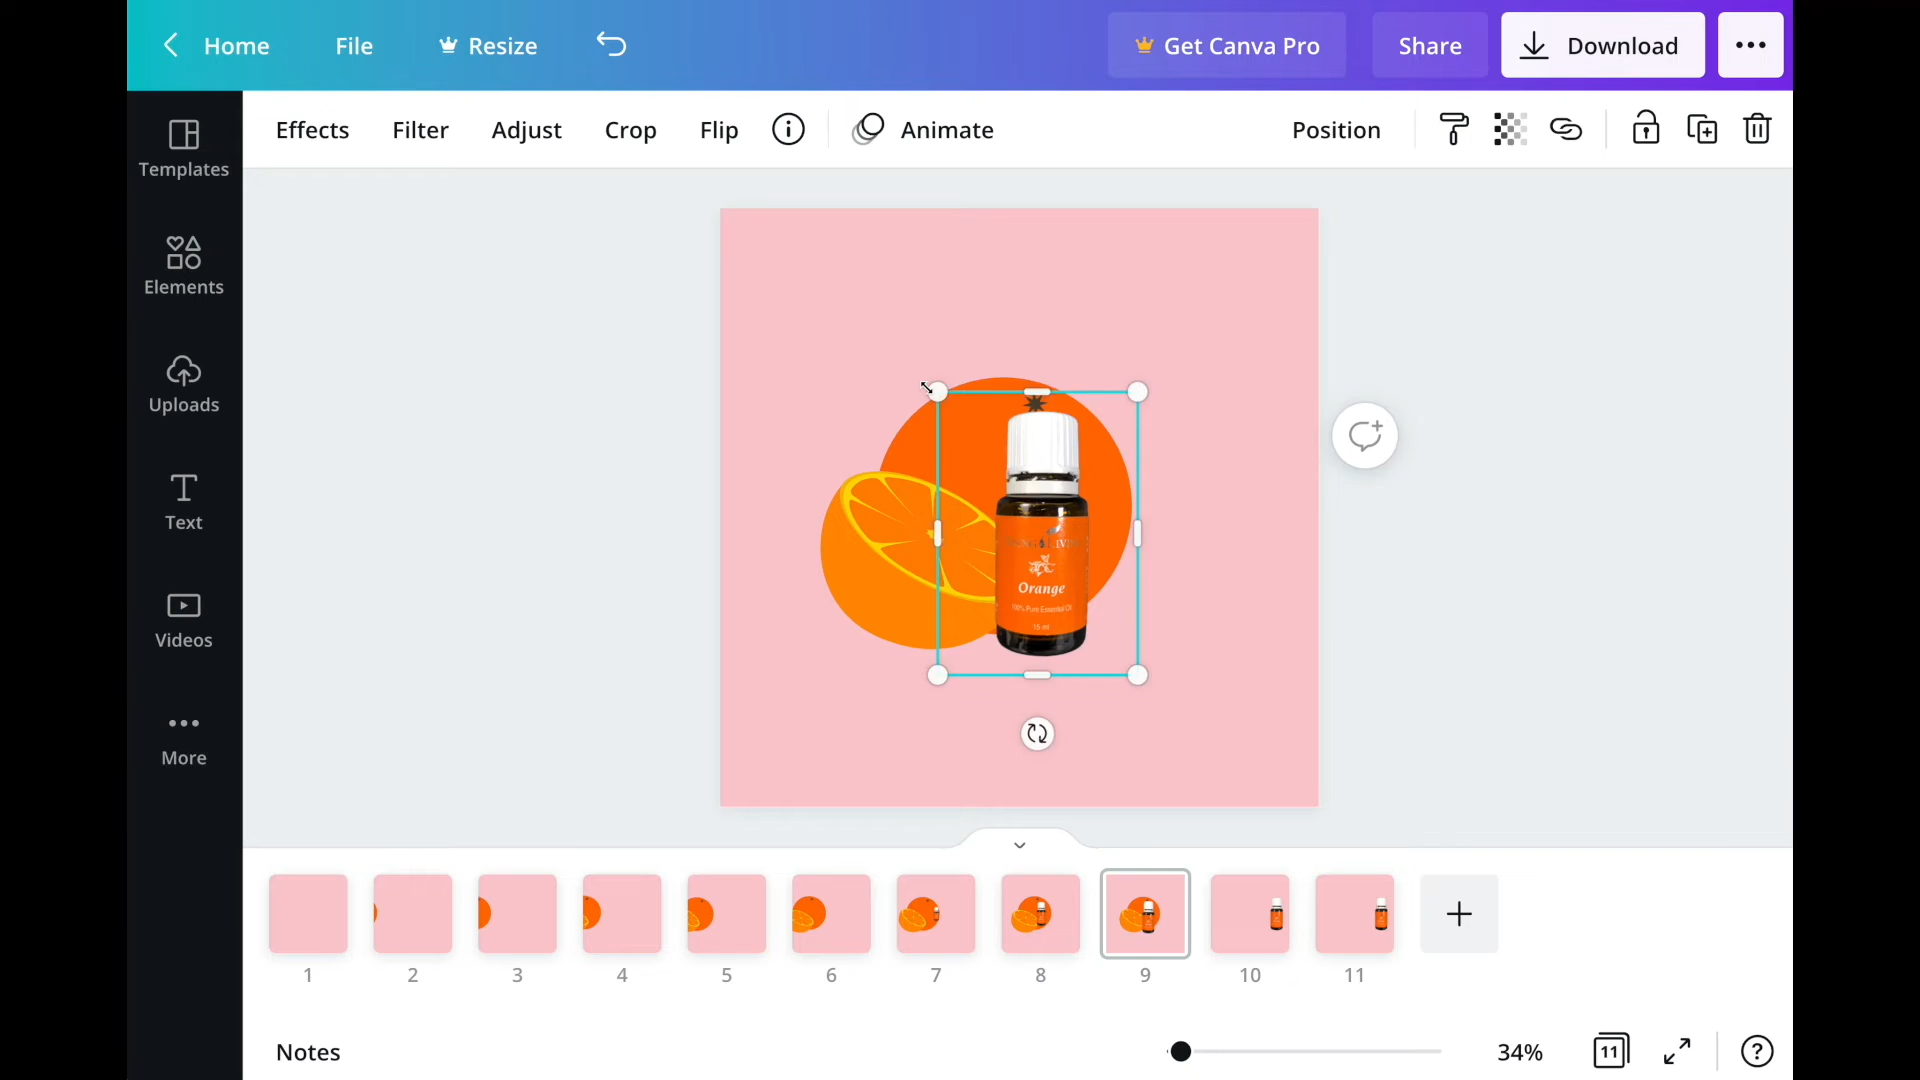 Home File Resize Get Canva Pro Share Download
Effects Filter Adjust Crop Flip Animate Position
Templates
Elements
Uploads
Text
Videos
More
Orange
100% Pure Essential Oil
15 ml
1 2 3 4 5 6 7 8 9 10 11
Notes 34% 11